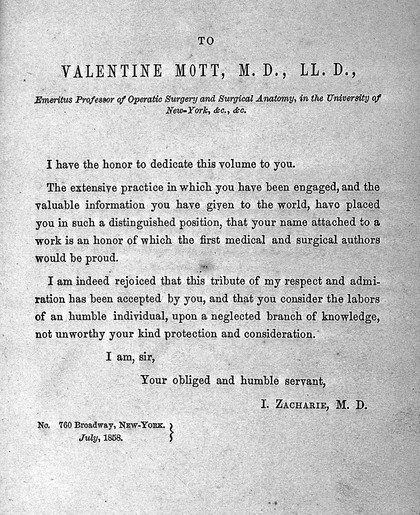 TO
VALENTINE MOTT, M. D., LL. D.,
Emeritus Professor of Operatic Surgery and Surgical Anatomy, in the University of
New-York, &c., &c.
I have the honor to dedicate this volume to you.
The extensive practice in which you have been engaged, and the
valuable information you have given to the world, have placed
you in such a distinguished position, that your name attached to a
work is an honor of which the first medical and surgical authors
would be proud.
I am indeed rejoiced that this tribute of my respect and admi-
ration has been accepted by you, and that you consider the labors
of an humble individual, upon a neglected branch of knowledge,
not unworthy your kind protection and consideration.
I am, sir,
Your obliged and humble servant,
I. ZACHARIE, M. D.
No. 760 BROADWAY, NEW-YORK.
July, 1858.